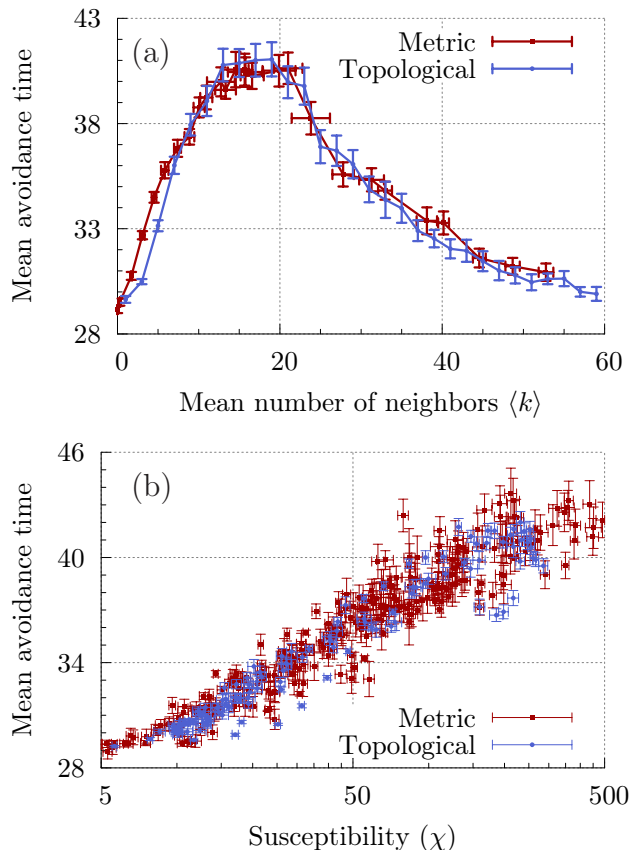 (a)
Metric
Topological
43
38
33
28
0 20 40 60
Mean avoidance time
Mean number of neighbors ⟨k⟩
(b)
46
40
34
28
Metric
Topological
5 50 500
Mean avoidance time
Susceptibility (χ)